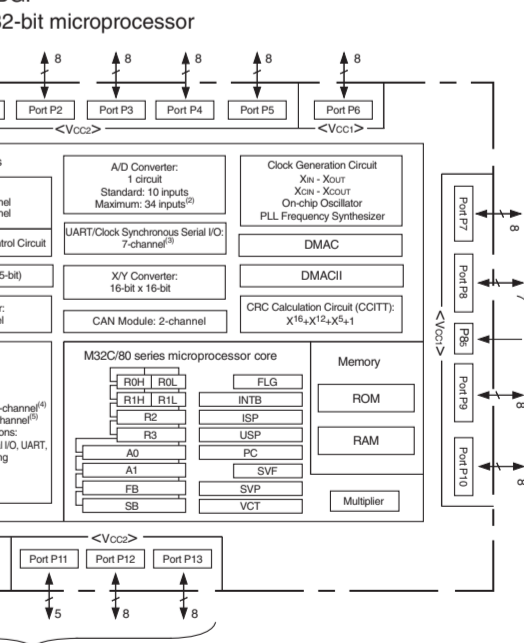 32-bit microprocessor
8
8
8
8
8
Port P2
Port P3
Port P4
Port P5
Port P6
<VCC2>
<VCC1>
A/D Converter:
1 circuit
Standard: 10 inputs
Maximum: 34 inputs(2)
Clock Generation Circuit
XIN - XOUT
XCIN - XCOUT
On-chip Oscillator
PLL Frequency Synthesizer
UART/Clock Synchronous Serial I/O:
7-channel(3)
DMAC
trol Circuit
X/Y Converter:
16-bit x 16-bit
DMACII
5-bit)
CAN Module: 2-channel
CRC Calculation Circuit (CCITT):
X16+X12+X5+1
Port P7
8
Port P8
7
<VCC1>
P85
Port P9
8
Port P10
8
M32C/80 series microprocessor core
Memory
R0H
R0L
FLG
R1H
R1L
INTB
ROM
R2
ISP
R3
USP
A0
PC
RAM
A1
SVF
FB
SVP
SB
VCT
Multiplier
-channel(4)
hannel(5)
ons:
l I/O, UART,
ng
<VCC2>
Port P11
Port P12
Port P13
5
8
8